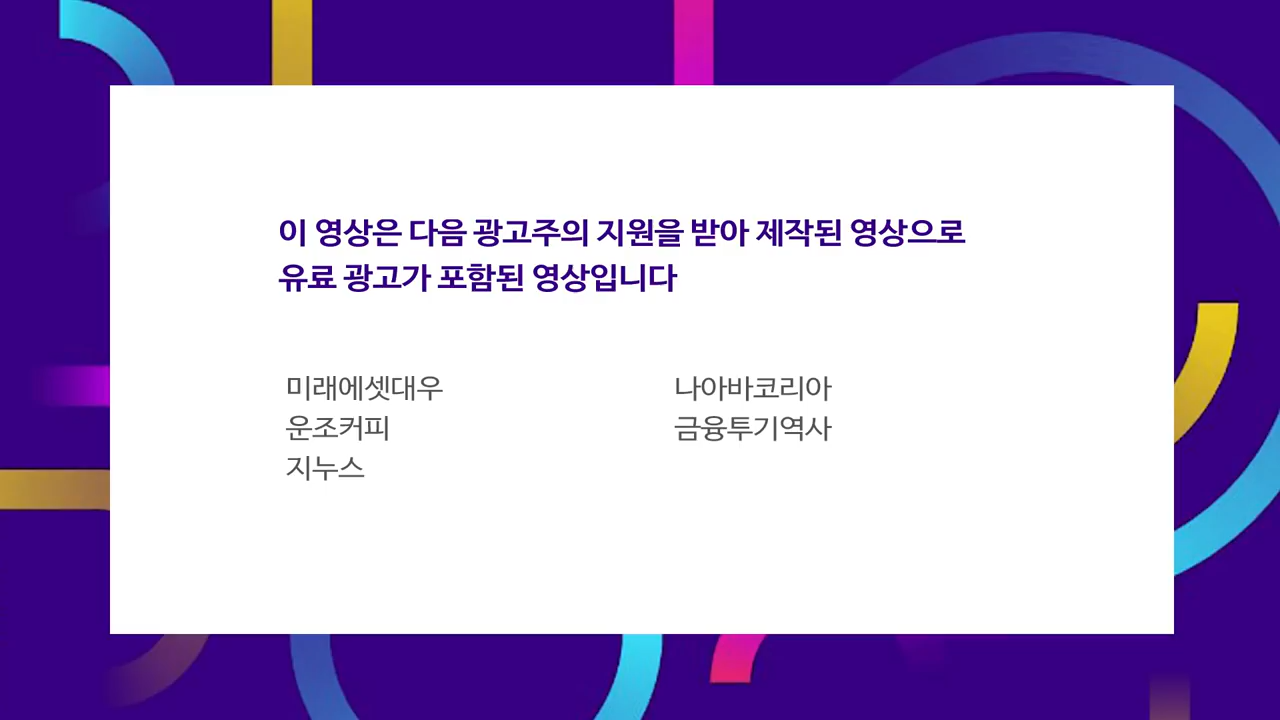 이 영상은 다음 광고주의 지원을 받아 제작된 영상으로
유료 광고가 포함된 영상입니다
미래에셋대우
운조커피
지누스
나아바코리아
금융투기역사